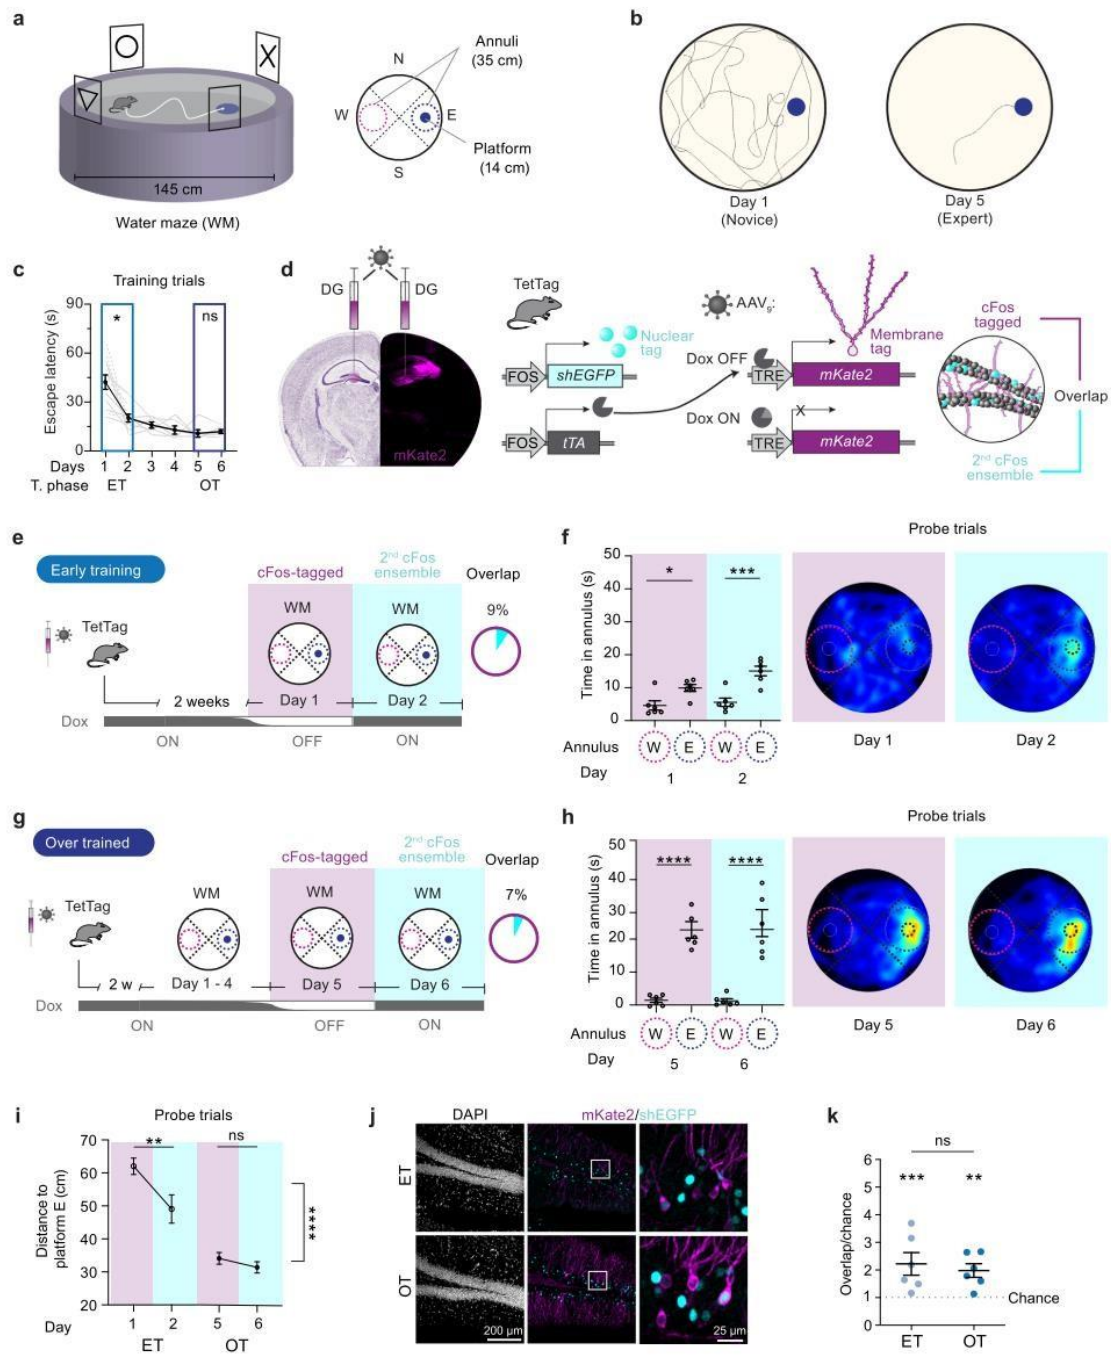 a
Annuli
(35 cm)
N
W
E
S
Platform
(14 cm)
145 cm
Water maze (WM)
b
Day 1
(Novice)
Day 5
(Expert)
c
Training trials
Escape latency (s)
90
60
30
0
*
ns
Days 1 2 3 4 5 6
T. phase ET OT
d
DG DG
mKate2
TetTag
Nuclear
tag
FOS shEGFP
FOS tTA
AAV9:
Dox OFF
Membrane
tag
TRE mKate2
Dox ON
X
TRE mKate2
cFos
tagged
Overlap
2nd cFos
ensemble
e
Early training
TetTag
cFos-tagged
2nd cFos
ensemble
Overlap
WM WM
9%
2 weeks Day 1 Day 2
Dox
ON OFF ON
f
Probe trials
Time in annulus (s)
50
40
30
20
10
0
* ***
Annulus W E W E
Day 1 2
Day 1 Day 2
g
Over trained
TetTag
cFos-tagged
2nd cFos
ensemble
Overlap
WM WM WM
7%
2 w Day 1 - 4 Day 5 Day 6
Dox
ON OFF ON
h
Probe trials
Time in annulus (s)
50
40
30
20
10
0
**** ****
Annulus W E W E
Day 5 6
Day 5 Day 6
i
Probe trials
Distance to
platform E (cm)
70
60
50
40
30
20
** ns
****
Day 1 2 5 6
ET OT
j
DAPI mKate2/shEGFP
ET
OT
200 µm
25 µm
k
ns
*** **
Overlap/chance
6
5
4
3
2
1
0
Chance
ET OT